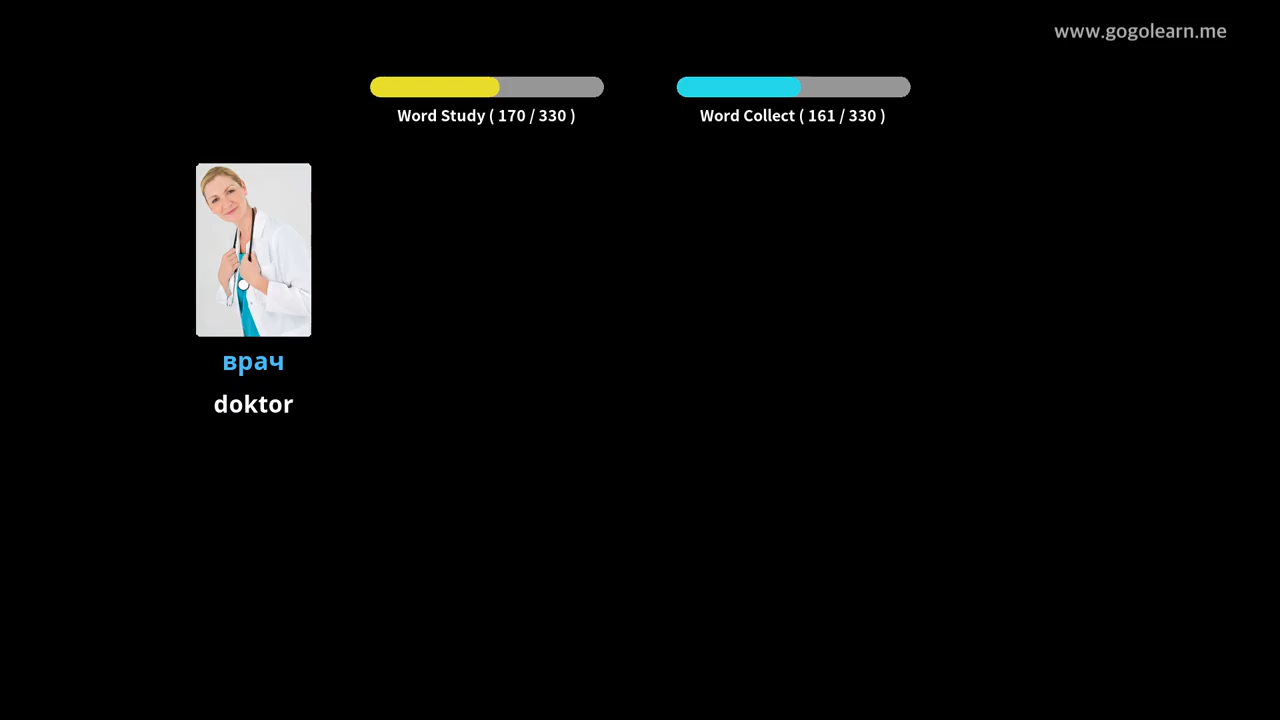 www.gogolearn.me
Word Study ( 170 / 330 )
Word Collect ( 161 / 330 )
врач
doktor